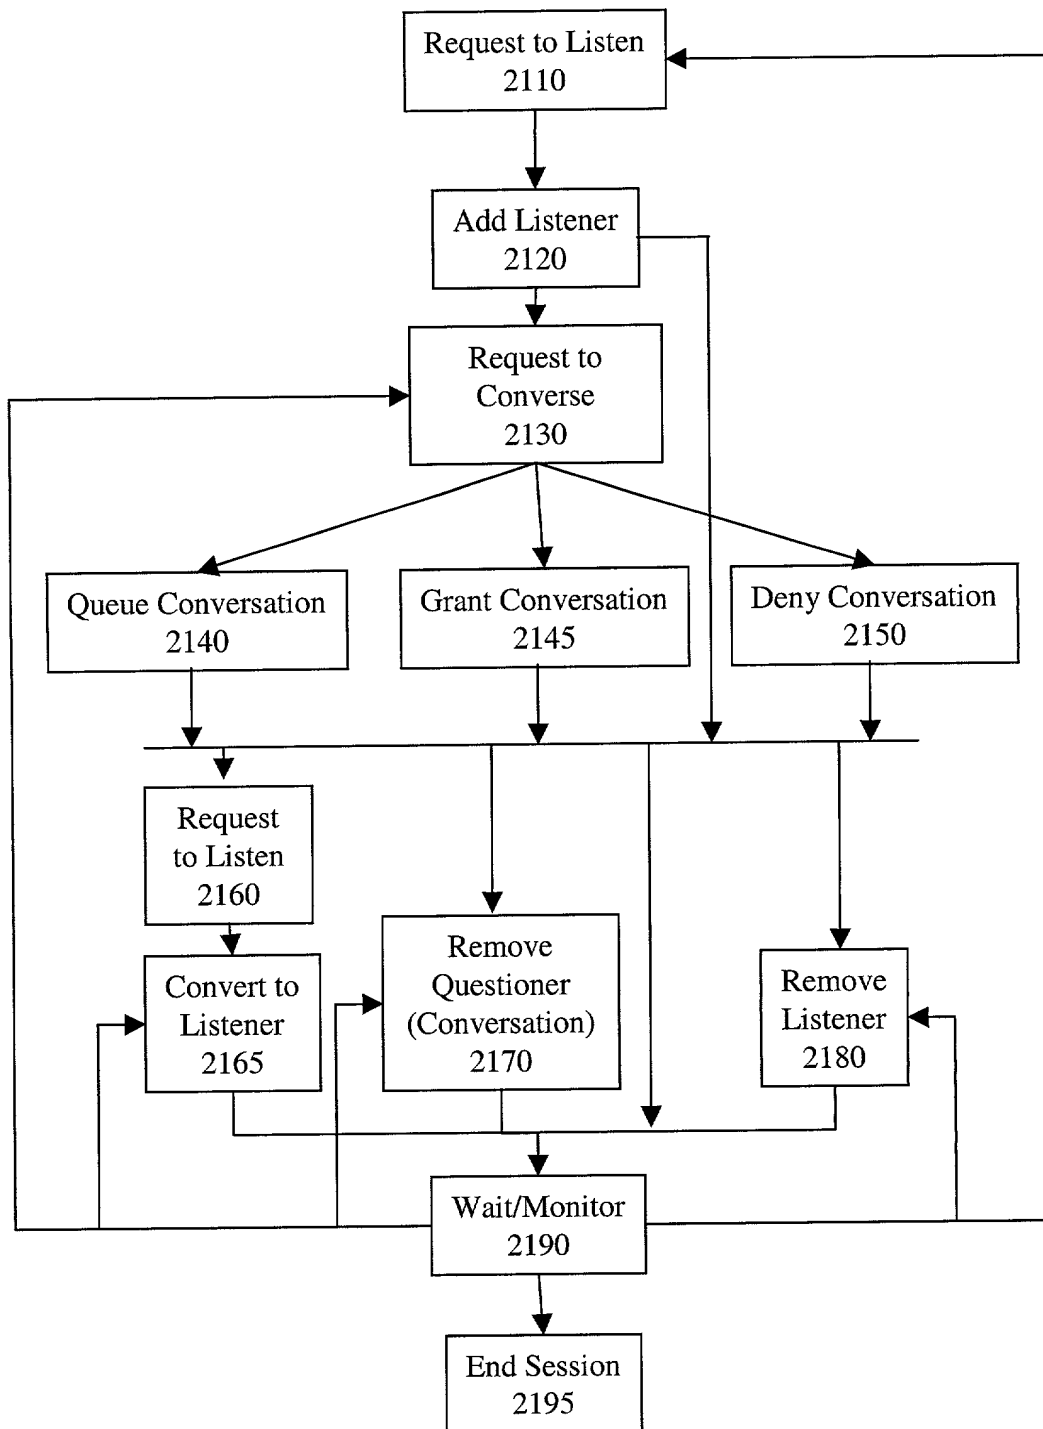 Request to Listen
2110
Add Listener
2120
Request to
Converse
2130
Queue Conversation
2140
Grant Conversation
2145
Deny Conversation
2150
Request
to Listen
2160
Convert to
Listener
2165
Remove
Questioner
(Conversation)
2170
Remove
Listener
2180
Wait/Monitor
2190
End Session
2195